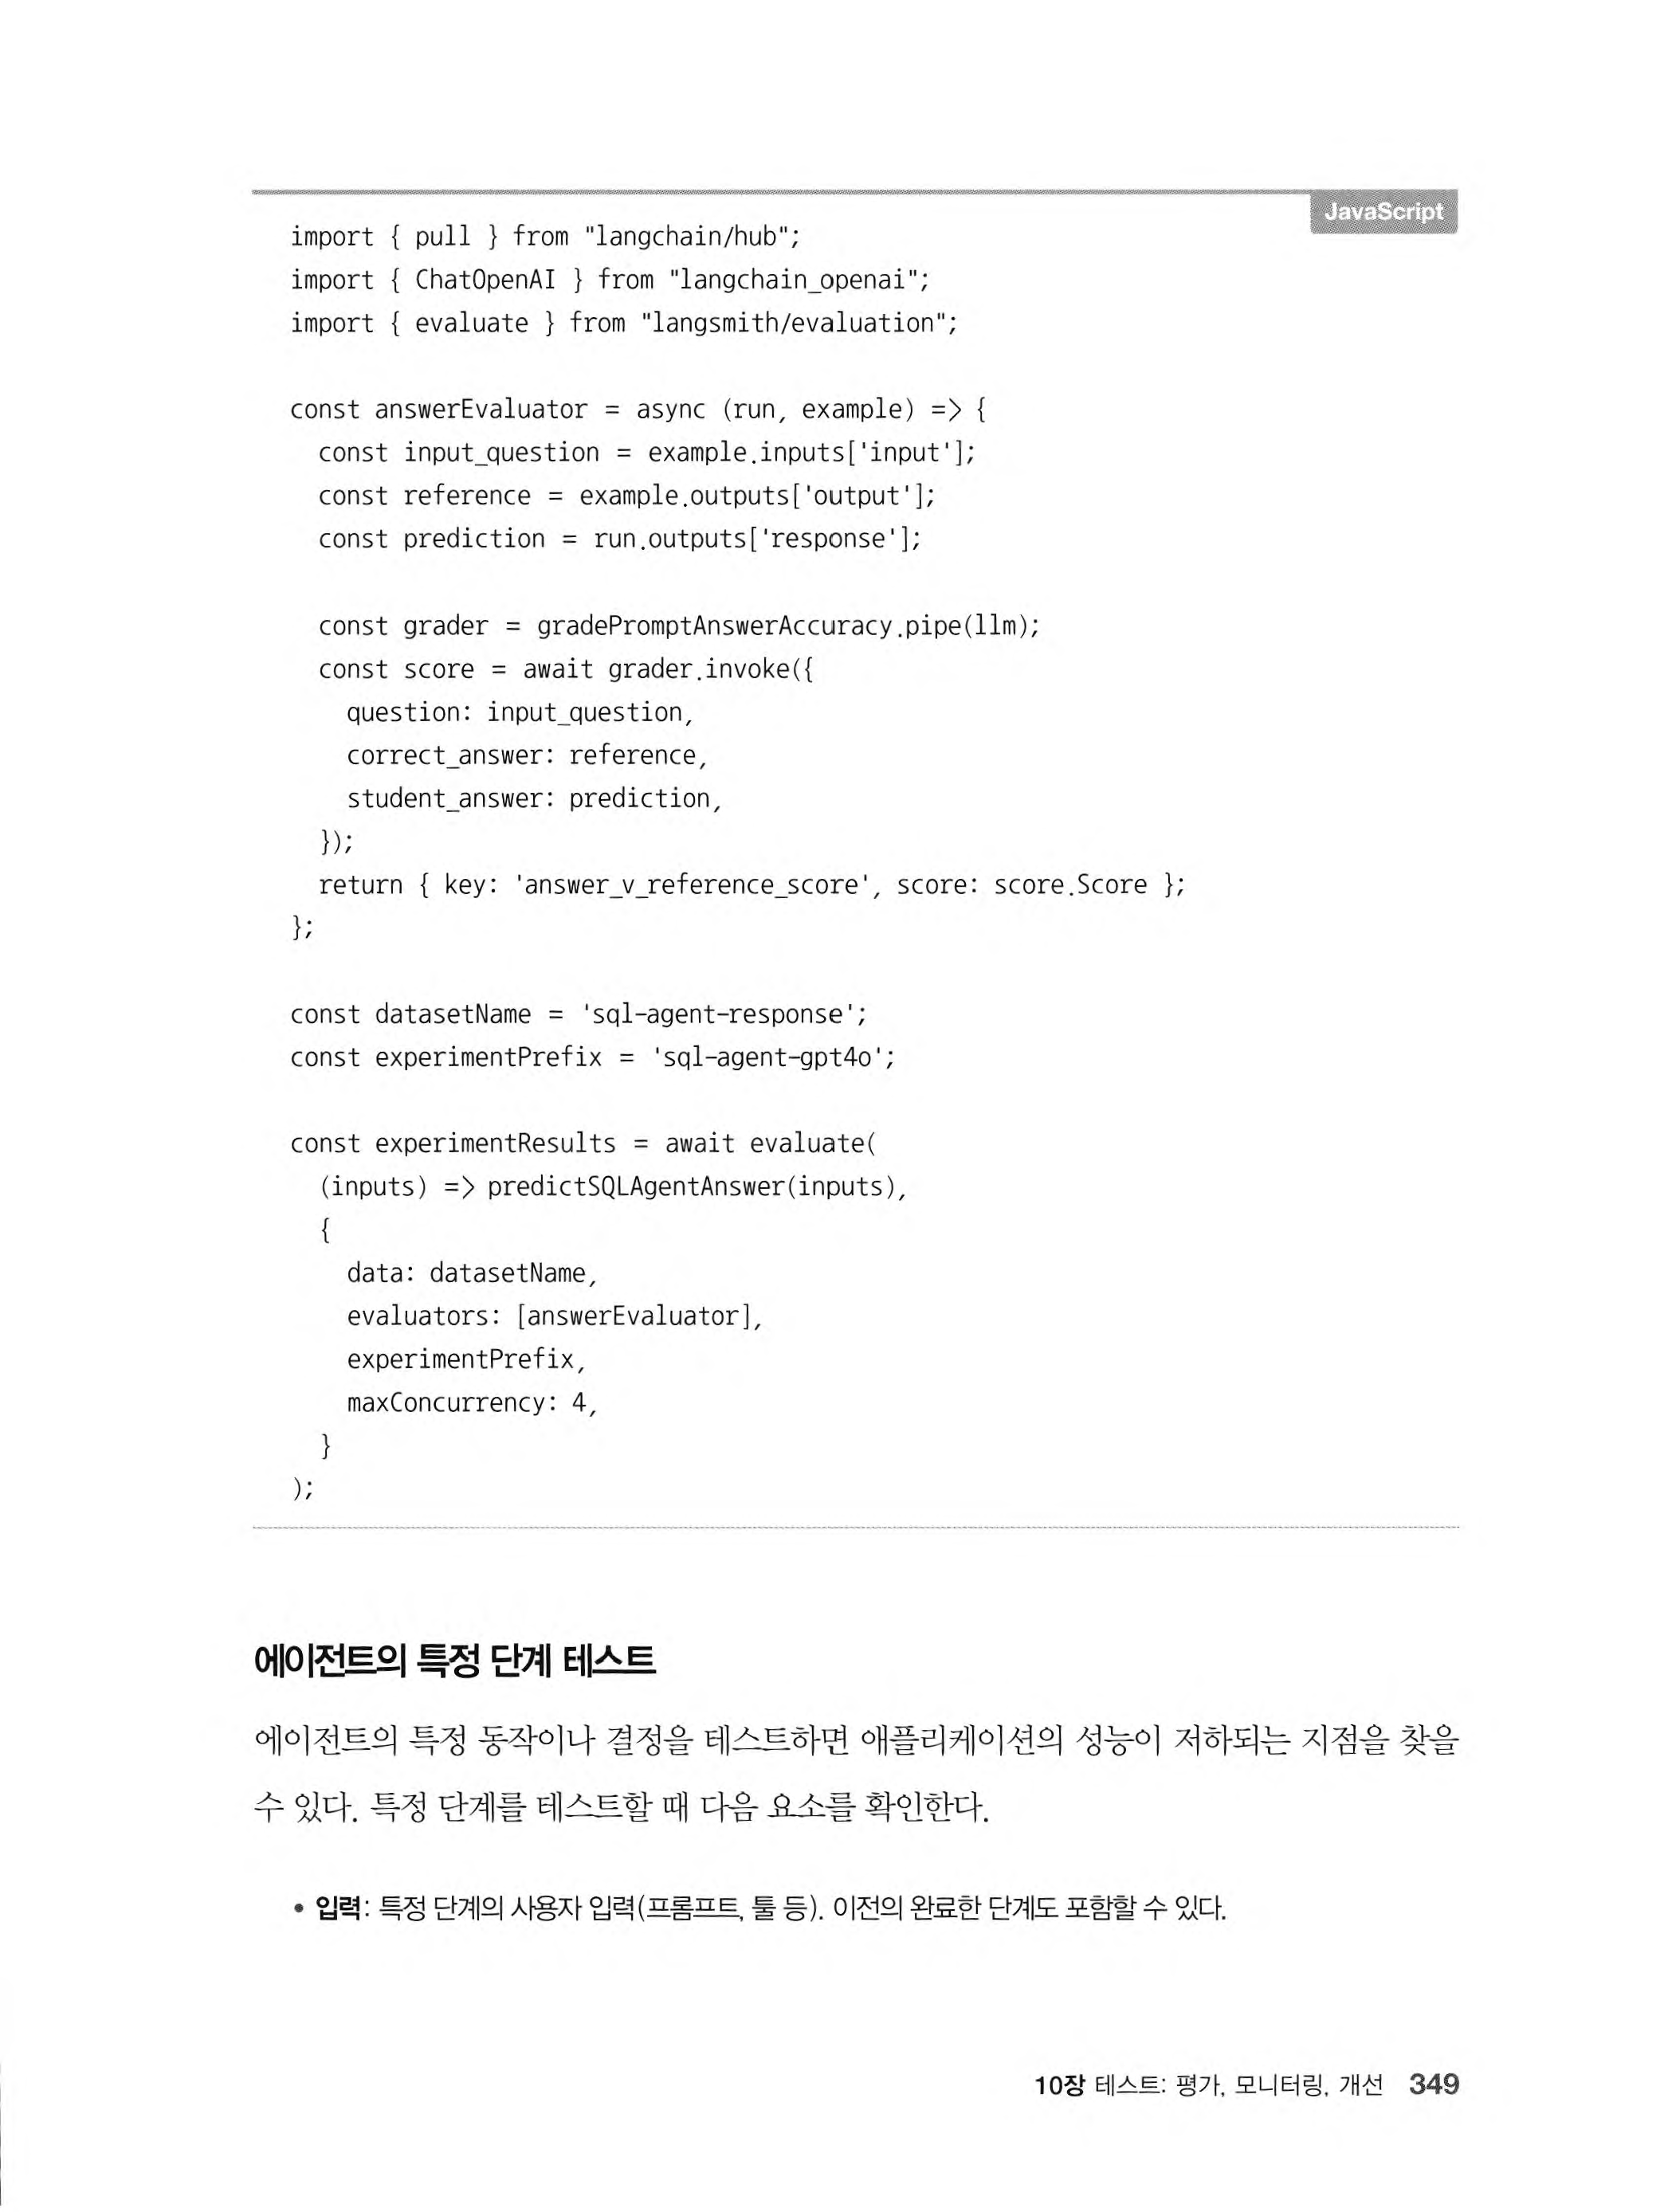 JavaScript
import { pull } from "langchain/hub";
import { ChatOpenAI } from "langchain_openai";
import { evaluate } from "langsmith/evaluation";
const answerEvaluator = async (run, example) => {
  const input_question = example.inputs['input'];
  const reference = example.outputs['output'];
  const prediction = run.outputs['response'];
  const grader = gradePromptAnswerAccuracy.pipe(llm);
  const score = await grader.invoke({
    question: input_question,
    correct_answer: reference,
    student_answer: prediction,
  });
  return { key: 'answer_v_reference_score', score: score.Score };
};
const datasetName = 'sql-agent-response';
const experimentPrefix = 'sql-agent-gpt4o';
const experimentResults = await evaluate(
  (inputs) => predictSQLAgentAnswer(inputs),
  {
    data: datasetName,
    evaluators: [answerEvaluator],
    experimentPrefix,
    maxConcurrency: 4,
  }
);
에이전트의 특정 단계 테스트
에이전트의 특정 동작이나 결정을 테스트하면 애플리케이션의 성능이 저하되는 지점을 찾을
수 있다. 특정 단계를 테스트할 때 다음 요소를 확인한다.
• 입력: 특정 단계의 사용자 입력(프롬프트, 툴 등). 이전의 완료한 단계도 포함할 수 있다.
10장 테스트: 평가, 모니터링, 개선 349